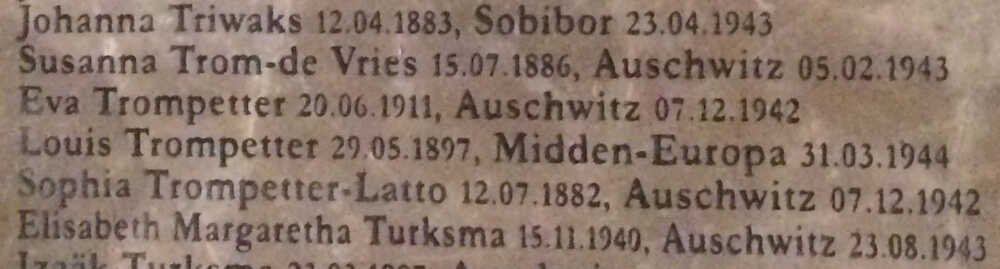 Johanna Triwaks 12.04.1883, Sobibor 23.04.1943
Susanna Trom-de Vries 15.07.1886, Auschwitz 05.02.1943
Eva Trompetter 20.06.1911, Auschwitz 07.12.1942
Louis Trompetter 29.05.1897, Midden-Europa 31.03.1944
Sophia Trompetter-Latto 12.07.1882, Auschwitz 07.12.1942
Elisabeth Margaretha Turksma 15.11.1940, Auschwitz 23.08.1943
Izaäk Turksma